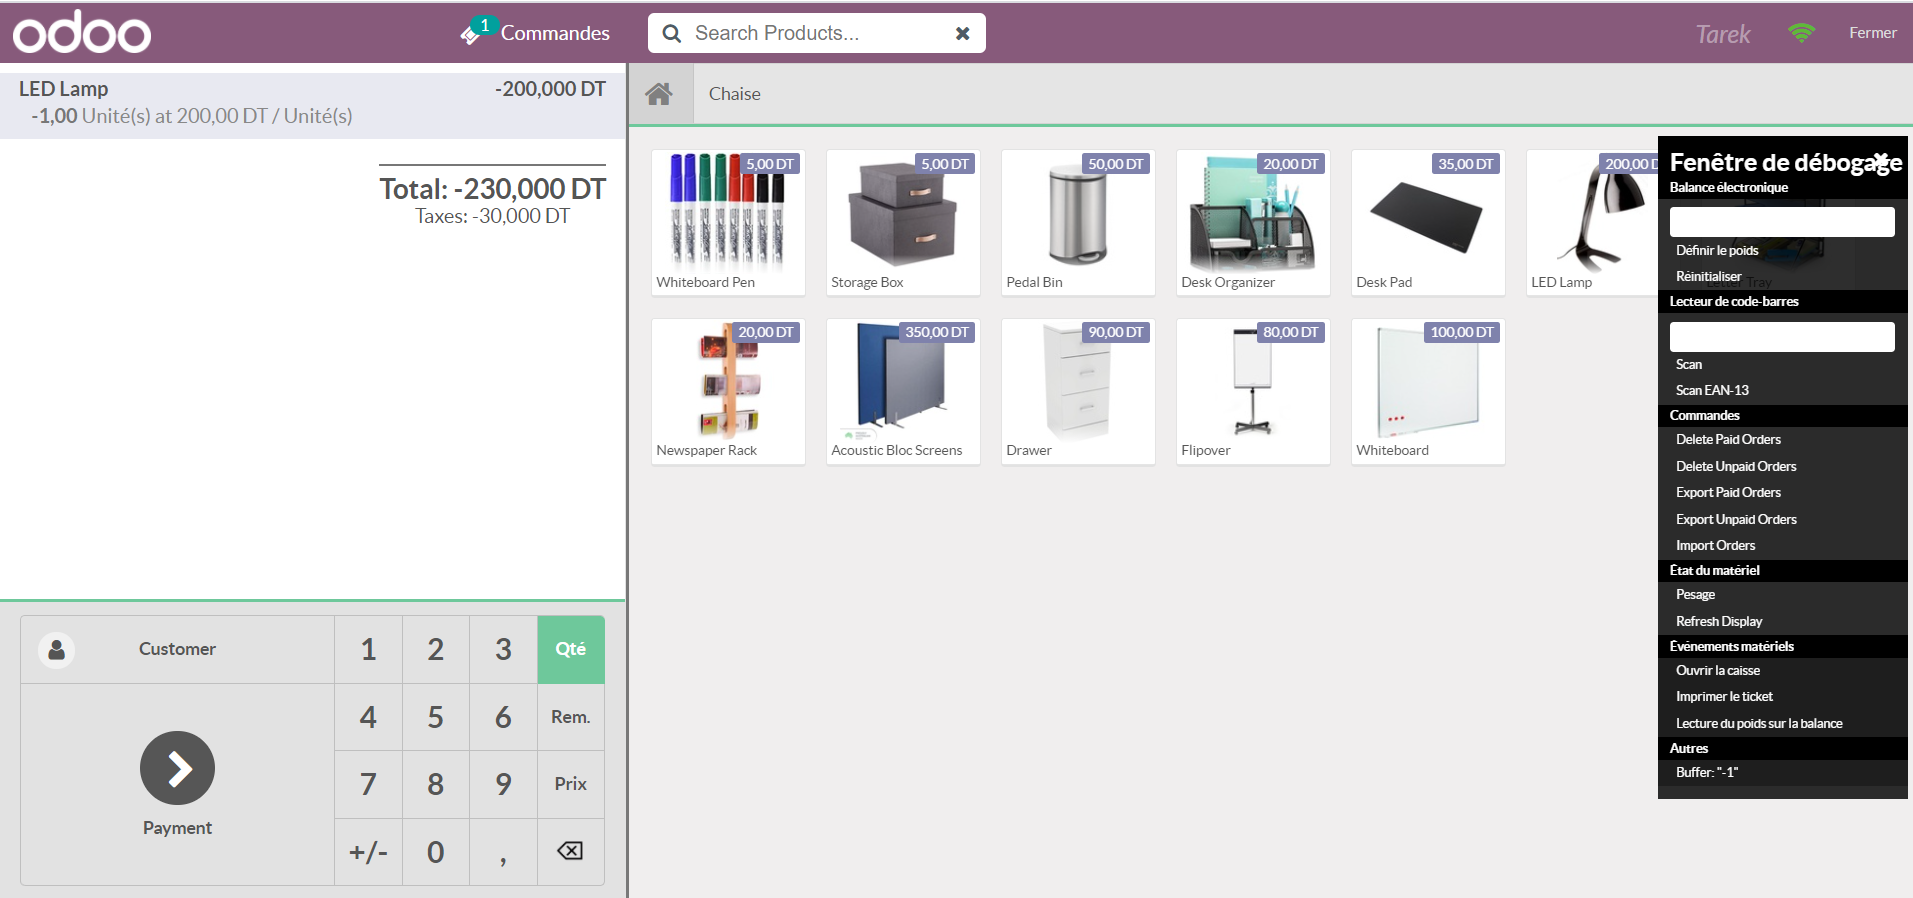 odoo
1
Commandes
Search Products...
Tarek
Fermer
LED Lamp
-200,000 DT
-1,00 Unité(s) at 200,00 DT / Unité(s)
Total: -230,000 DT
Taxes: -30,000 DT
Customer
Payment
1
2
3
Qté
4
5
6
Rem.
7
8
9
Prix
+/-
0
,
Chaise
5,00 DT
Whiteboard Pen
5,00 DT
Storage Box
50,00 DT
Pedal Bin
20,00 DT
Desk Organizer
35,00 DT
Desk Pad
200,00 D
LED Lamp
Letter Tray
20,00 DT
Newspaper Rack
350,00 DT
Acoustic Bloc Screens
90,00 DT
Drawer
80,00 DT
Flipover
100,00 DT
Whiteboard
Fenêtre de débogage
Balance électronique
Définir le poids
Réinitialiser
Lecteur de code-barres
Scan
Scan EAN-13
Commandes
Delete Paid Orders
Delete Unpaid Orders
Export Paid Orders
Export Unpaid Orders
Import Orders
État du matériel
Pesage
Refresh Display
Événements matériels
Ouvrir la caisse
Imprimer le ticket
Lecture du poids sur la balance
Autres
Buffer: "-1"